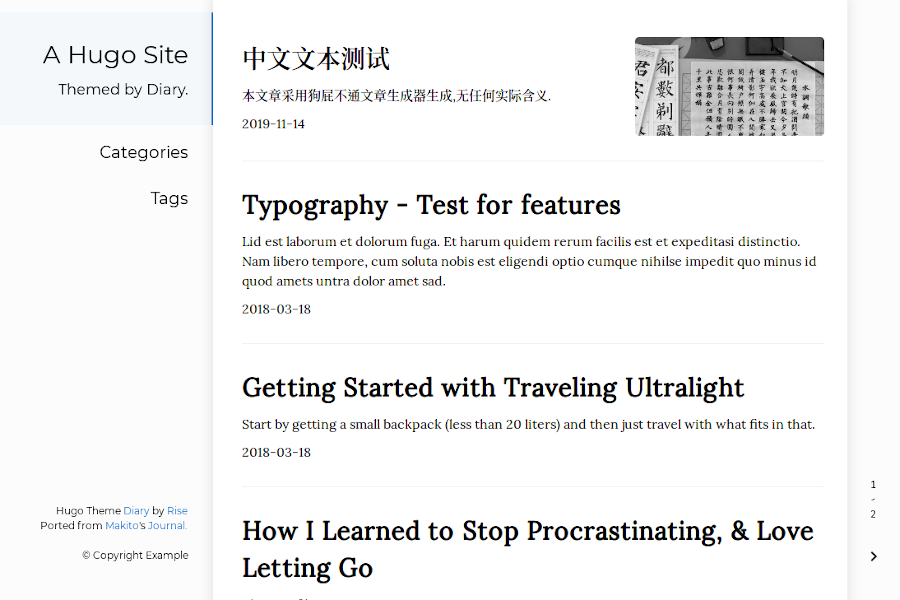 A Hugo Site
Themed by Diary.
Categories
Tags
Hugo Theme Diary by Rise
Ported from Makito's Journal.
© Copyright Example
中文文本测试
本文章采用狗屁不通文章生成器生成,无任何实际含义.
2019-11-14
都數剃辭
Typography - Test for features
Lid est laborum et dolorum fuga. Et harum quidem rerum facilis est et expeditasi distinctio.
Nam libero tempore, cum soluta nobis est eligendi optio cumque nihilse impedit quo minus id
quod amets untra dolor amet sad.
2018-03-18
Getting Started with Traveling Ultralight
Start by getting a small backpack (less than 20 liters) and then just travel with what fits in that.
2018-03-18
How I Learned to Stop Procrastinating, & Love
Letting Go
1
-
2